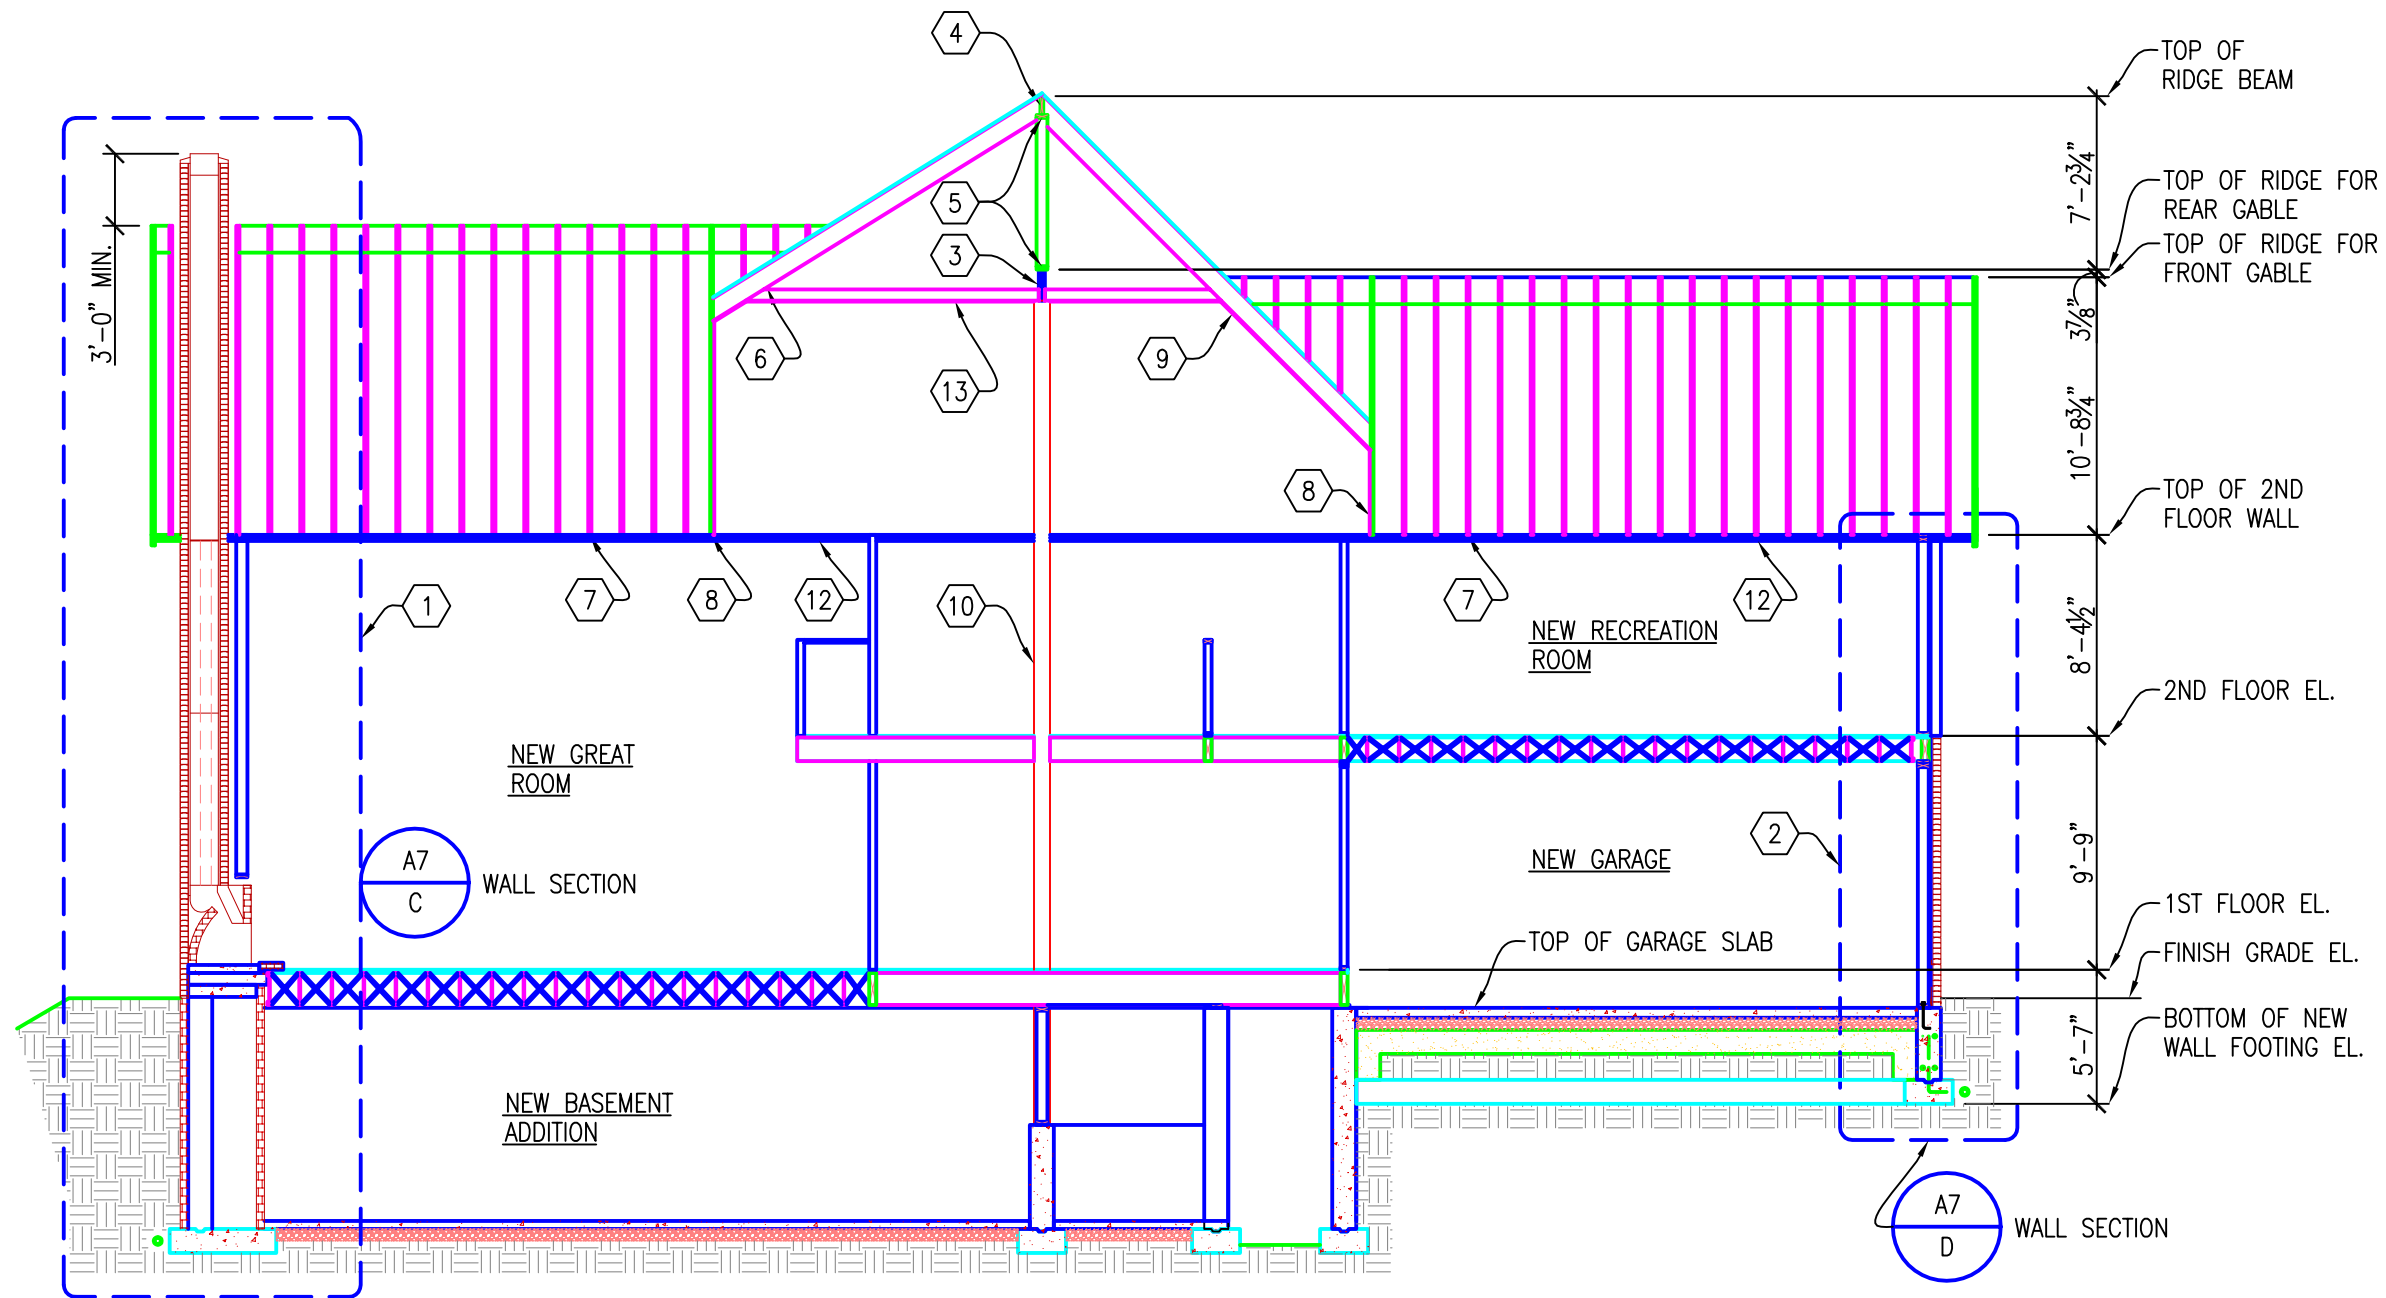 4
TOP OF
RIDGE BEAM
7'-2¾"
5
TOP OF RIDGE FOR
REAR GABLE
3
TOP OF RIDGE FOR
FRONT GABLE
3'-0" MIN.
3⅞"
6
9
13
10'-8¾"
8
TOP OF 2ND
FLOOR WALL
1
7
8
12
10
7
12
NEW RECREATION
ROOM
8'-4½"
2ND FLOOR EL.
NEW GREAT
ROOM
2
9'-9"
A7
C
WALL SECTION
NEW GARAGE
1ST FLOOR EL.
TOP OF GARAGE SLAB
FINISH GRADE EL.
BOTTOM OF NEW
WALL FOOTING EL.
5'-7"
NEW BASEMENT
ADDITION
A7
D
WALL SECTION